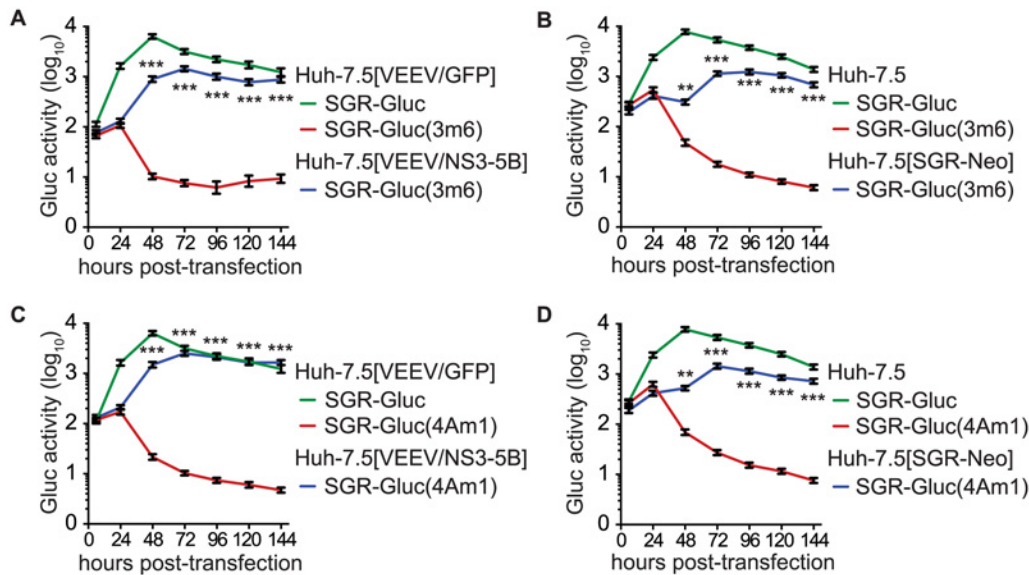 A
Gluc activity (log10)
4
3
2
1
0
***
***
***
***
***
0 24 48 72 96 120 144
hours post-transfection
Huh-7.5[VEEV/GFP]
SGR-Gluc
SGR-Gluc(3m6)
Huh-7.5[VEEV/NS3-5B]
SGR-Gluc(3m6)
B
Gluc activity (log10)
4
3
2
1
0
**
***
***
***
***
0 24 48 72 96 120 144
hours post-transfection
Huh-7.5
SGR-Gluc
SGR-Gluc(3m6)
Huh-7.5[SGR-Neo]
SGR-Gluc(3m6)
C
Gluc activity (log10)
4
3
2
1
0
***
***
***
***
***
0 24 48 72 96 120 144
hours post-transfection
Huh-7.5[VEEV/GFP]
SGR-Gluc
SGR-Gluc(4Am1)
Huh-7.5[VEEV/NS3-5B]
SGR-Gluc(4Am1)
D
Gluc activity (log10)
4
3
2
1
0
**
***
***
***
***
0 24 48 72 96 120 144
hours post-transfection
Huh-7.5
SGR-Gluc
SGR-Gluc(4Am1)
Huh-7.5[SGR-Neo]
SGR-Gluc(4Am1)